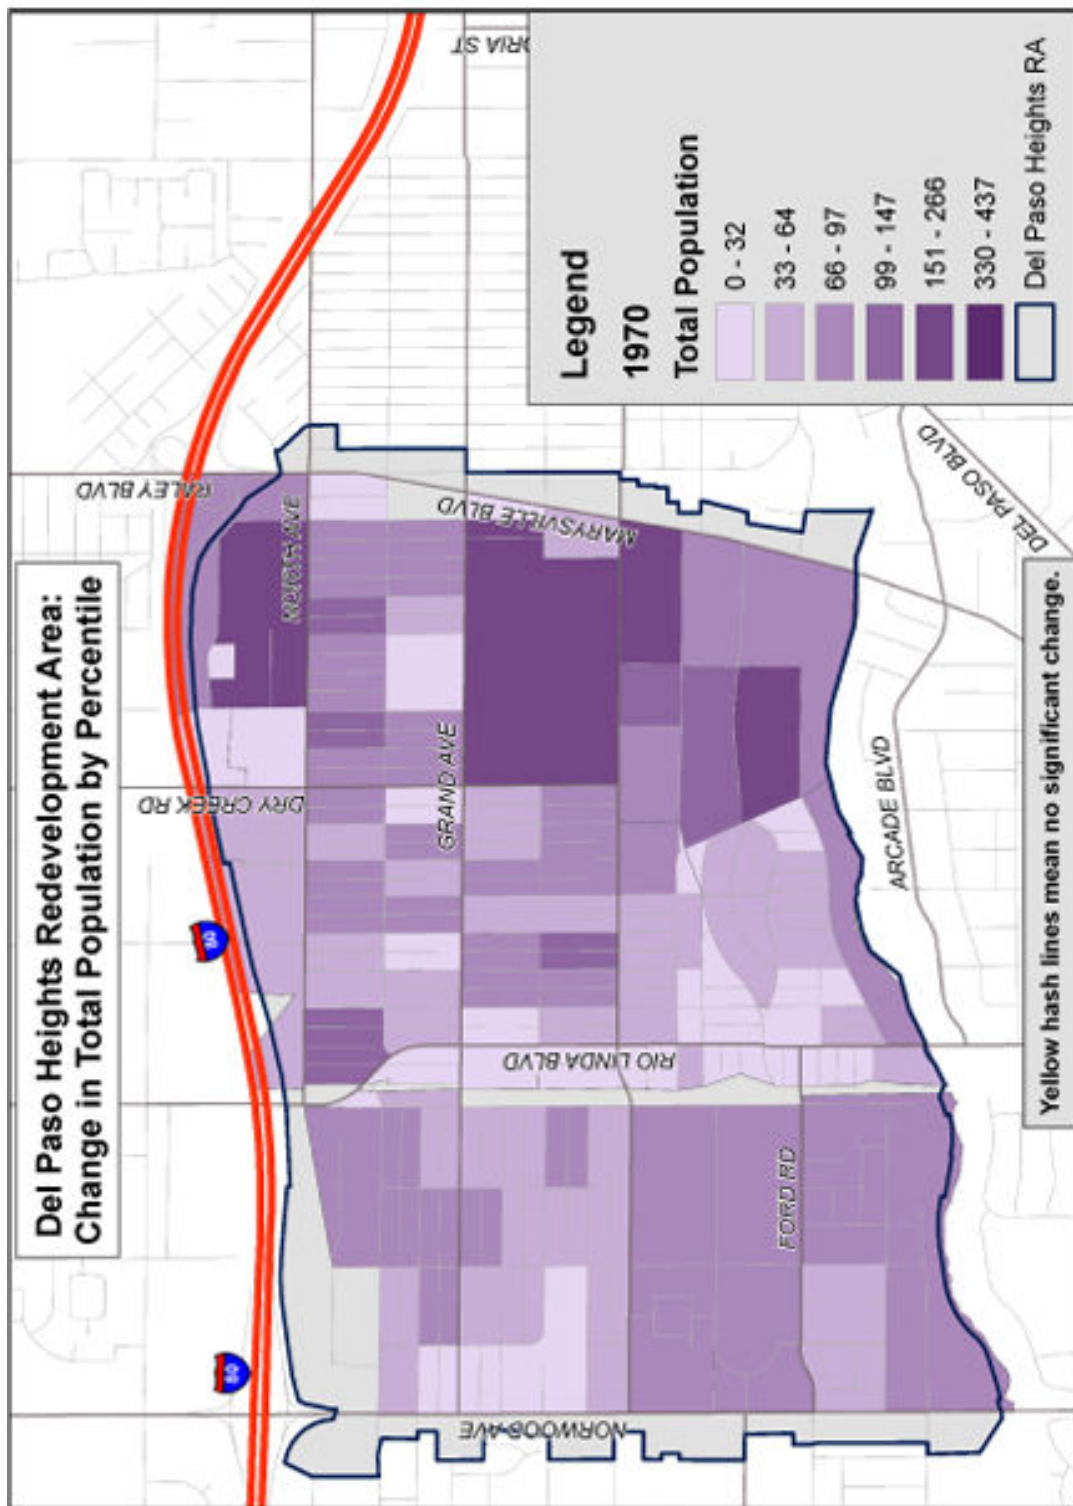 Del Paso Heights Redevelopment Area:
Change in Total Population by Percentile
80
80
RALEY BLVD
NORWOOD AVE
DRY CREEK RD
GRAND AVE
MARYSVILLE BLVD
RIO LINDA BLVD
FORD RD
ARCADE BLVD
DEL PASO BLVD
ORIA ST
Legend
1970
Total Population
0 - 32
33 - 64
66 - 97
99 - 147
151 - 266
330 - 437
Del Paso Heights RA
Yellow hash lines mean no significant change.